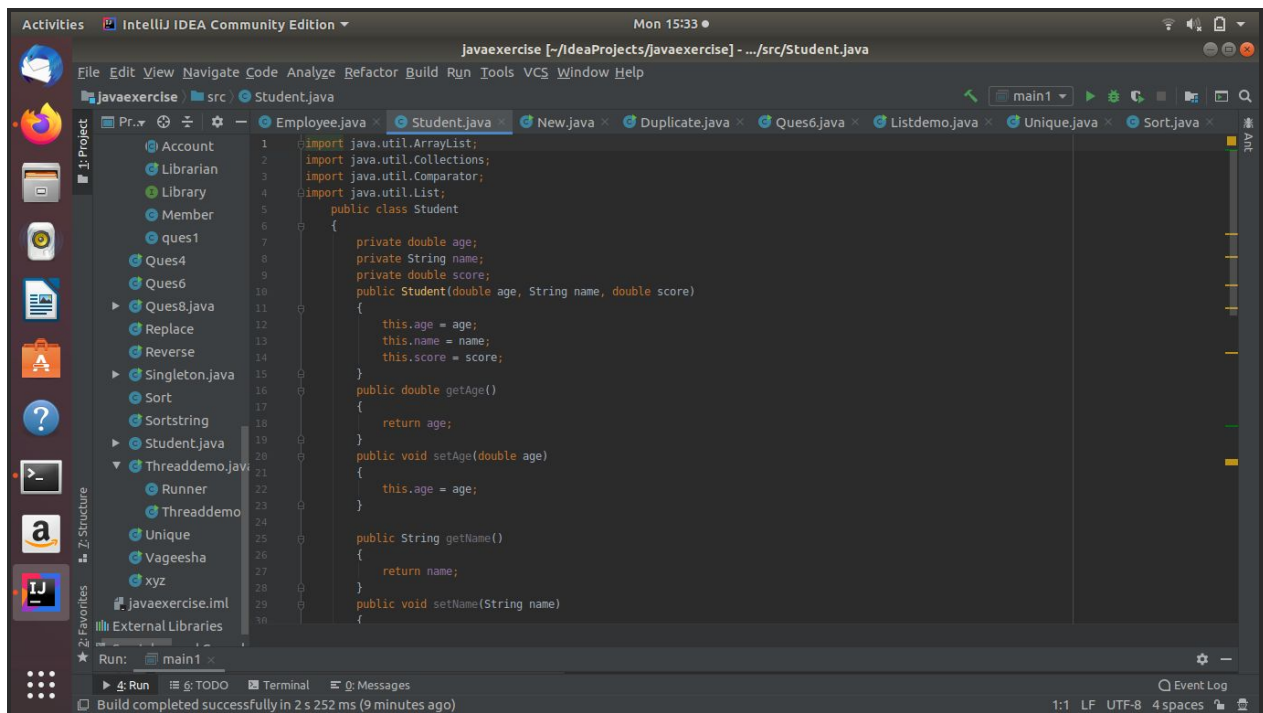 Activities IntelliJ IDEA Community Edition Mon 15:33
javaexercise [~/IdeaProjects/javaexercise] - .../src/Student.java
File Edit View Navigate Code Analyze Refactor Build Run Tools VCS Window Help
javaexercise src Student.java main1
Pr.. Employee.java Student.java New.java Duplicate.java Ques6.java Listdemo.java Unique.java Sort.java
1: Project
Ant
Account
Librarian
Library
Member
ques1
Ques4
Ques6
Ques8.java
Replace
Reverse
Singleton.java
Sort
Sortstring
Student.java
Threaddemo.java
Runner
Threaddemo
Unique
Vageesha
xyz
javaexercise.iml
External Libraries
7: Structure
2: Favorites
1 import java.util.ArrayList;
2 import java.util.Collections;
3 import java.util.Comparator;
4 import java.util.List;
5 public class Student
6 {
7 private double age;
8 private String name;
9 private double score;
10 public Student(double age, String name, double score)
11 {
12 this.age = age;
13 this.name = name;
14 this.score = score;
15 }
16 public double getAge()
17 {
18 return age;
19 }
20 public void setAge(double age)
21 {
22 this.age = age;
23 }
24
25 public String getName()
26 {
27 return name;
28 }
29 public void setName(String name)
30 {
Run: main1
4: Run 6: TODO Terminal 0: Messages Event Log
Build completed successfully in 2 s 252 ms (9 minutes ago) 1:1 LF UTF-8 4 spaces